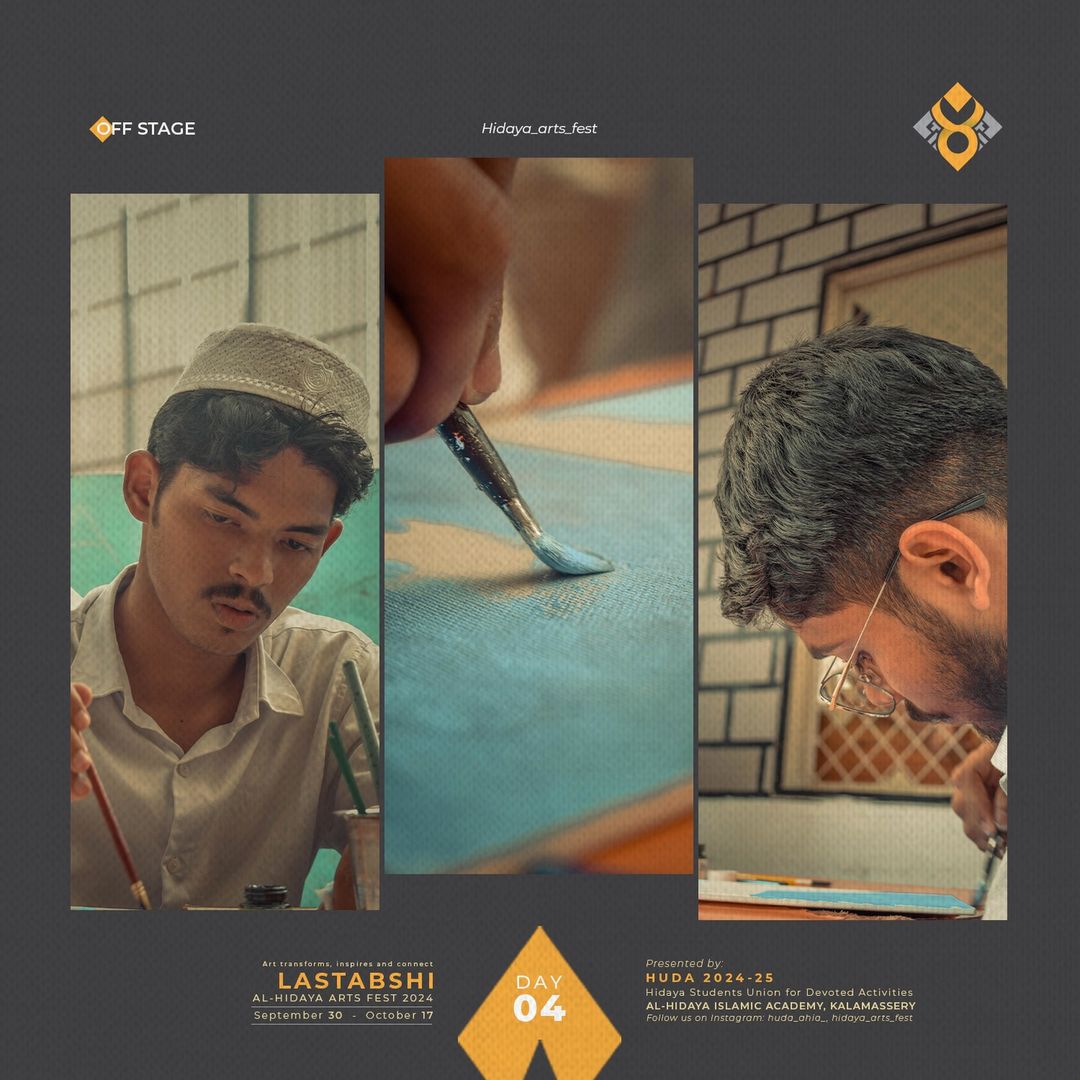 OFF STAGE
Hidaya_arts_fest
Art transforms, inspires and connect
LASTABSHI
AL-HIDAYA ARTS FEST 2024
September 30 - October 17
DAY
04
Presented by:
HUDA 2024-25
Hidaya Students Union for Devoted Activities
AL-HIDAYA ISLAMIC ACADEMY, KALAMASSERY
Follow us on Instagram: huda_ahia_, hidaya_arts_fest